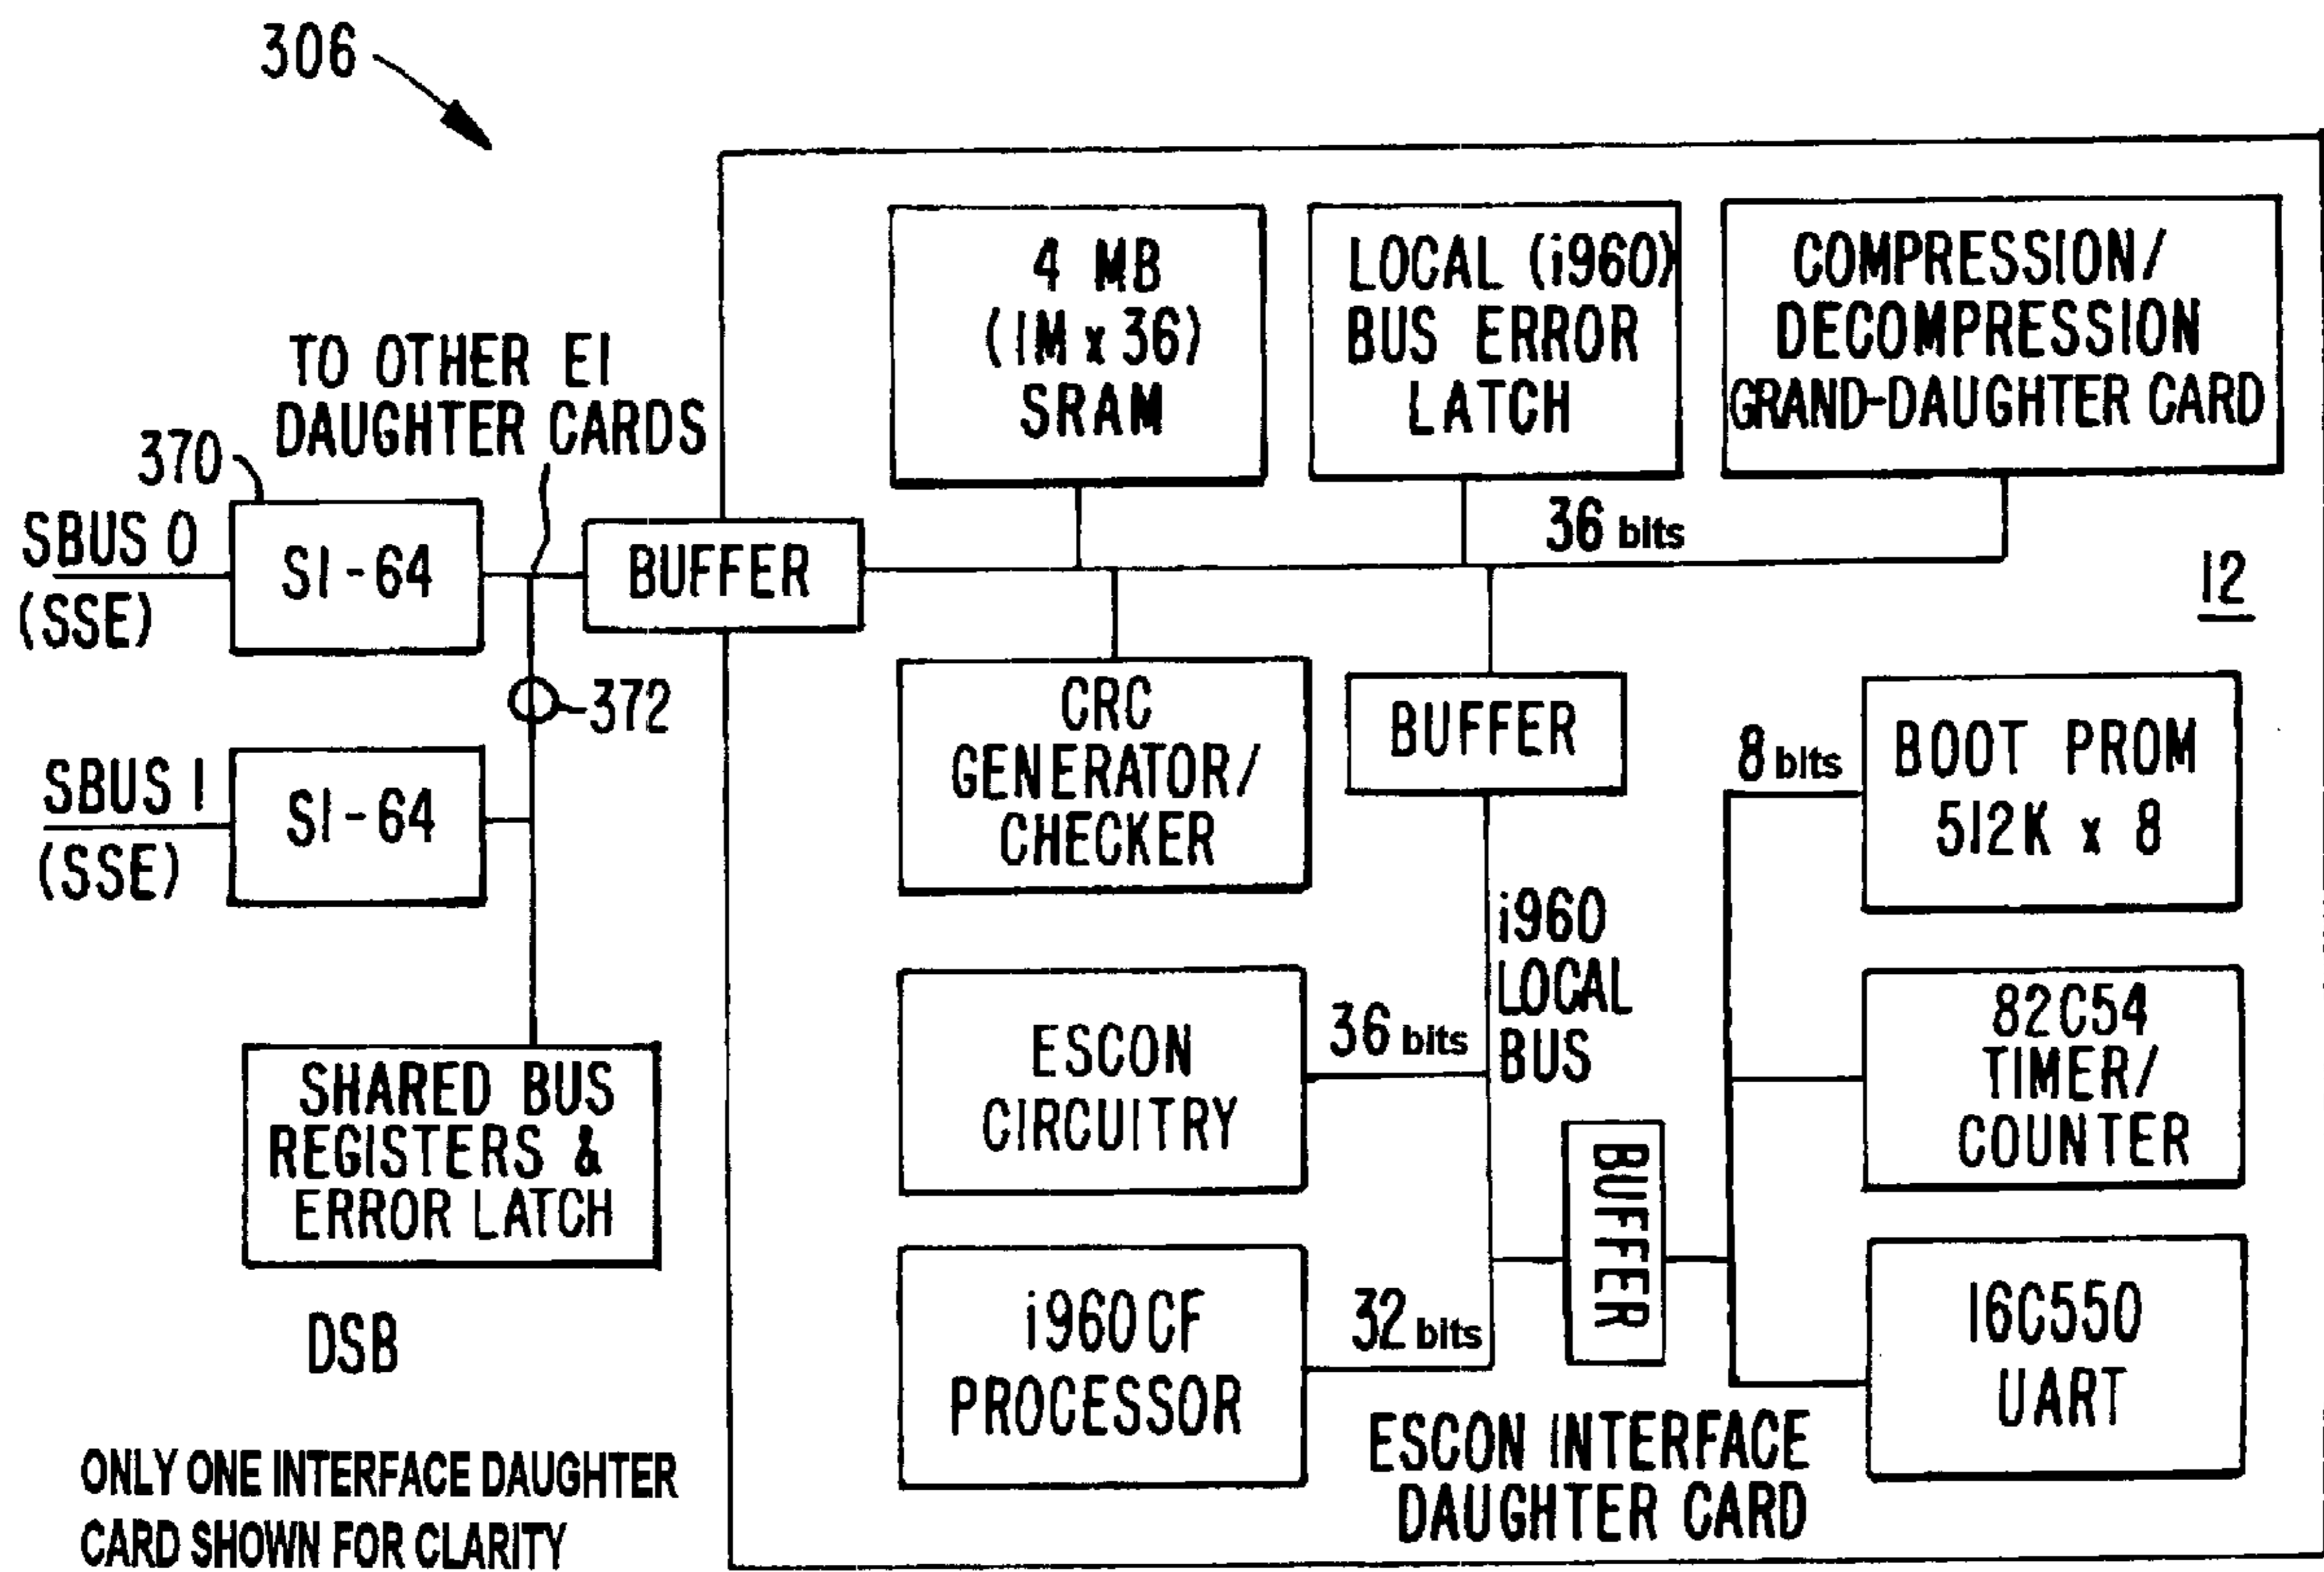 306
4 MB
(1M x 36)
SRAM
LOCAL (i960)
BUS ERROR
LATCH
COMPRESSION/
DECOMPRESSION
GRAND-DAUGHTER CARD
TO OTHER EI
DAUGHTER CARDS
370
SBUS 0
(SSE)
SI-64
BUFFER
36 bits
12
372
SBUS 1
(SSE)
SI-64
CRC
GENERATOR/
CHECKER
BUFFER
8 bits
BOOT PROM
512K x 8
i960
LOCAL
BUS
SHARED BUS
REGISTERS &
ERROR LATCH
ESCON
CIRCUITRY
36 bits
82C54
TIMER/
COUNTER
BUFFER
DSB
i960CF
PROCESSOR
32 bits
16C550
UART
ESCON INTERFACE
DAUGHTER CARD
ONLY ONE INTERFACE DAUGHTER
CARD SHOWN FOR CLARITY